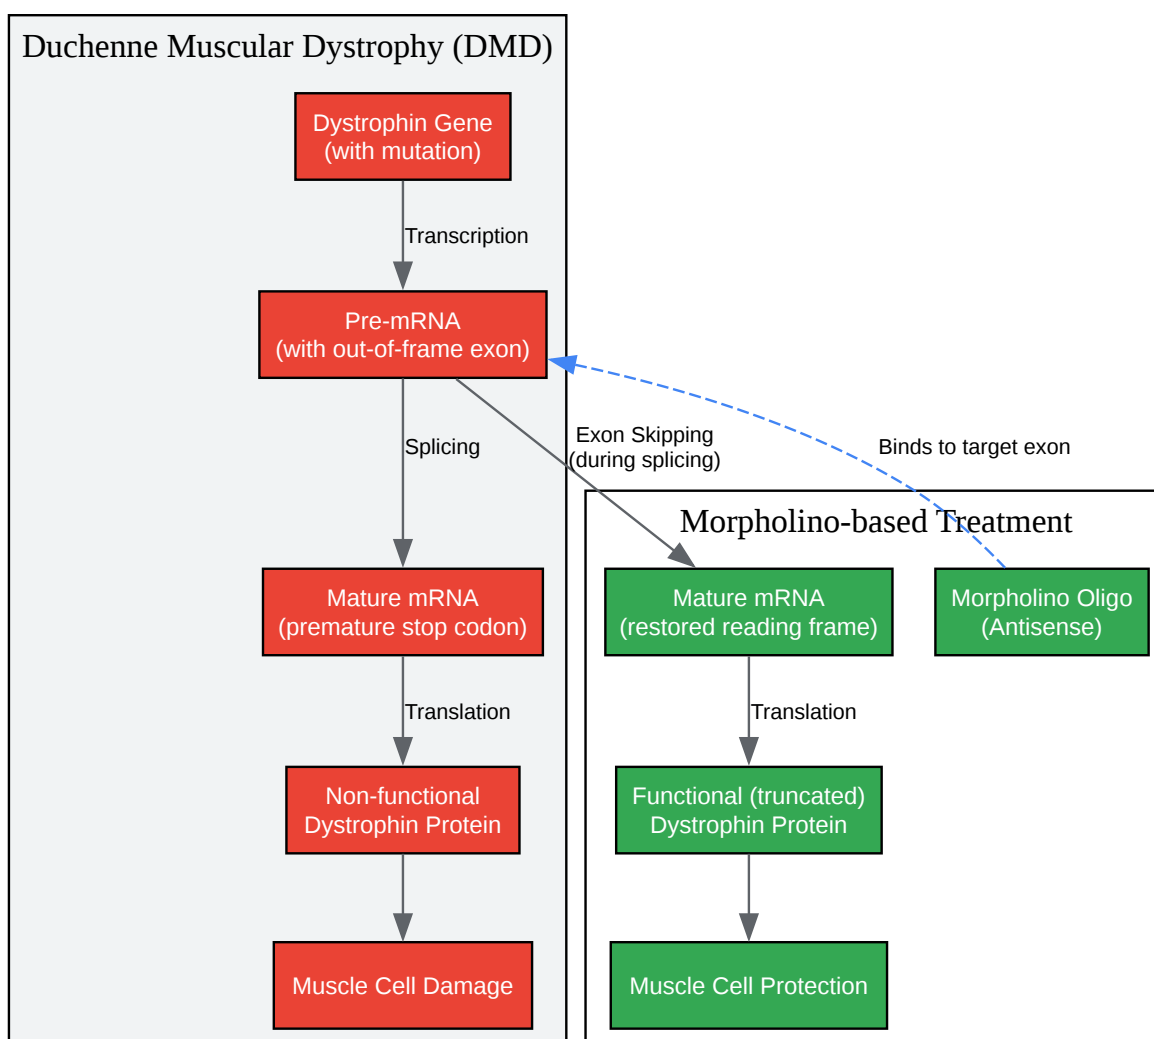 Duchenne Muscular Dystrophy (DMD)
Dystrophin Gene
(with mutation)
Transcription
Pre-mRNA
(with out-of-frame exon)
Splicing
Exon Skipping
(during splicing)
Binds to target exon
Morpholino-based Treatment
Mature mRNA
(premature stop codon)
Mature mRNA
(restored reading frame)
Morpholino Oligo
(Antisense)
Translation
Translation
Non-functional
Dystrophin Protein
Functional (truncated)
Dystrophin Protein
Muscle Cell Damage
Muscle Cell Protection